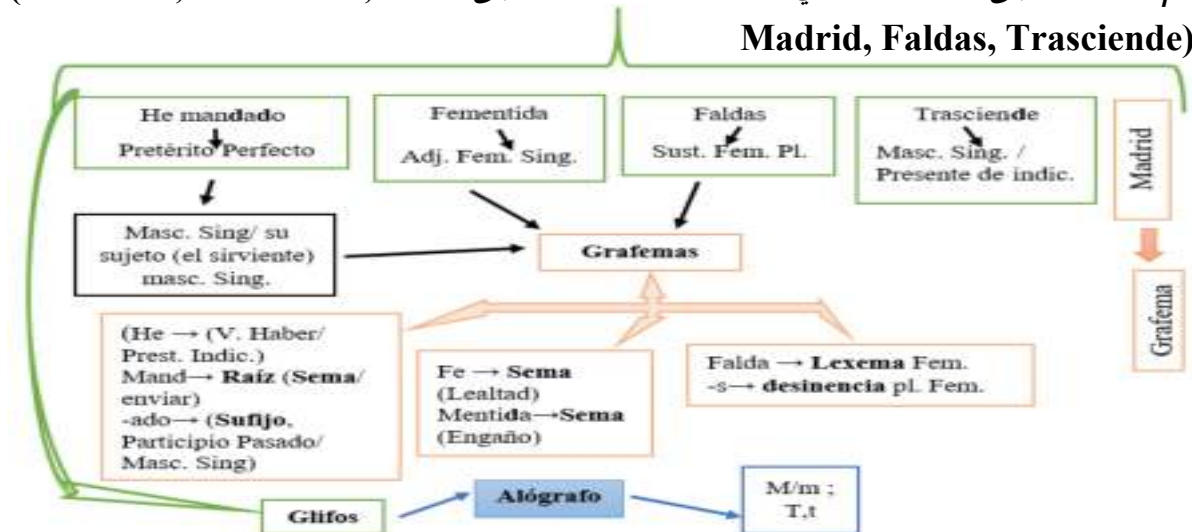 Madrid, Faldas, Trasciende)
He mandado
Pretérito Perfecto
Fementida
Adj. Fem. Sing.
Faldas
Sust. Fem. Pl.
Trasciende
Masc. Sing. /
Presente de indic.
Madrid
Masc. Sing/ su
sujeto (el sirviente)
masc. Sing.
Grafemas
Grafema
(He → (V. Haber/
Prest. Indic.)
Mand→ Raíz (Sema/
enviar)
-ado→ (Sufijo,
Participio Pasado/
Masc. Sing)
Fe → Sema
(Lealtad)
Mentida→Sema
(Engaño)
Falda → Lexema Fem.
-s→ desinencia pl. Fem.
Glifos
Alógrafo
M/m ;
T,t